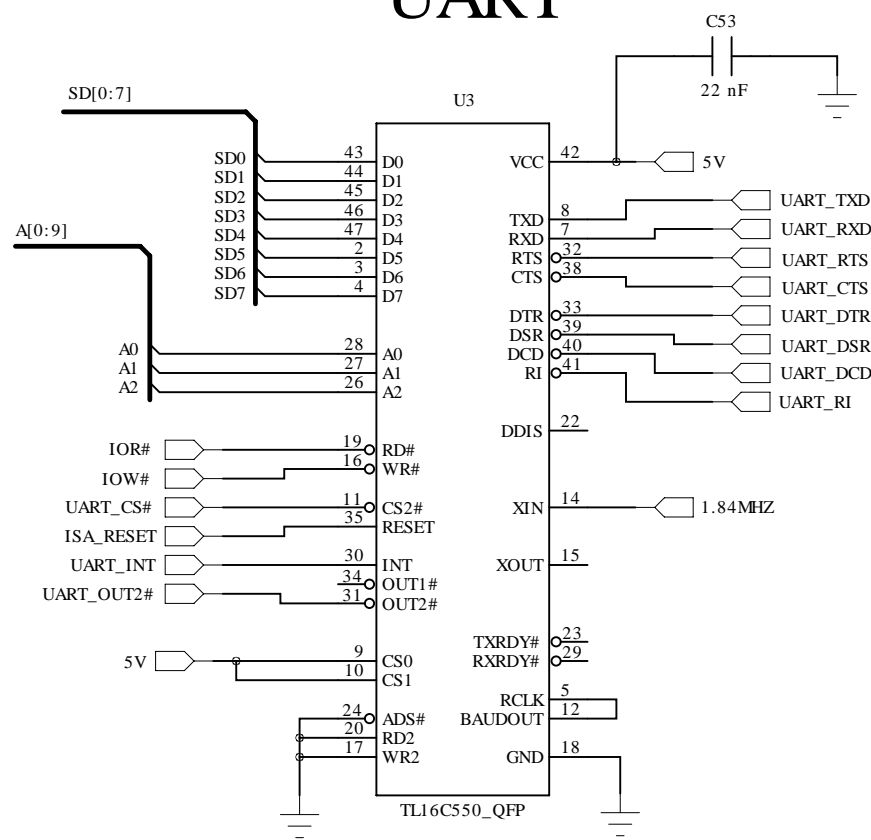 UART
C53
22 nF
SD[0:7]
U3
SD0 43 D0 VCC 42 5V
SD1 44 D1
SD2 45 D2
SD3 46 D3 TXD 8 UART_TXD
SD4 47 D4 RXD 7 UART_RXD
SD5 2 D5 RTS 32 UART_RTS
SD6 3 D6 CTS 38 UART_CTS
SD7 4 D7
A[0:9]
DTR 33 UART_DTR
DSR 39 UART_DSR
A0 28 A0 DCD 40 UART_DCD
A1 27 A1 RI 41 UART_RI
A2 26 A2
DDIS 22
IOR# 19 RD#
IOW# 16 WR#
UART_CS# 11 CS2# XIN 14 1.84MHZ
ISA_RESET 35 RESET
UART_INT 30 INT XOUT 15
34 OUT1#
UART_OUT2# 31 OUT2#
TXRDY# 23
5V 9 CS0 RXRDY# 29
10 CS1
RCLK 5
24 ADS# BAUDOUT 12
20 RD2
17 WR2 GND 18
TL16C550_QFP